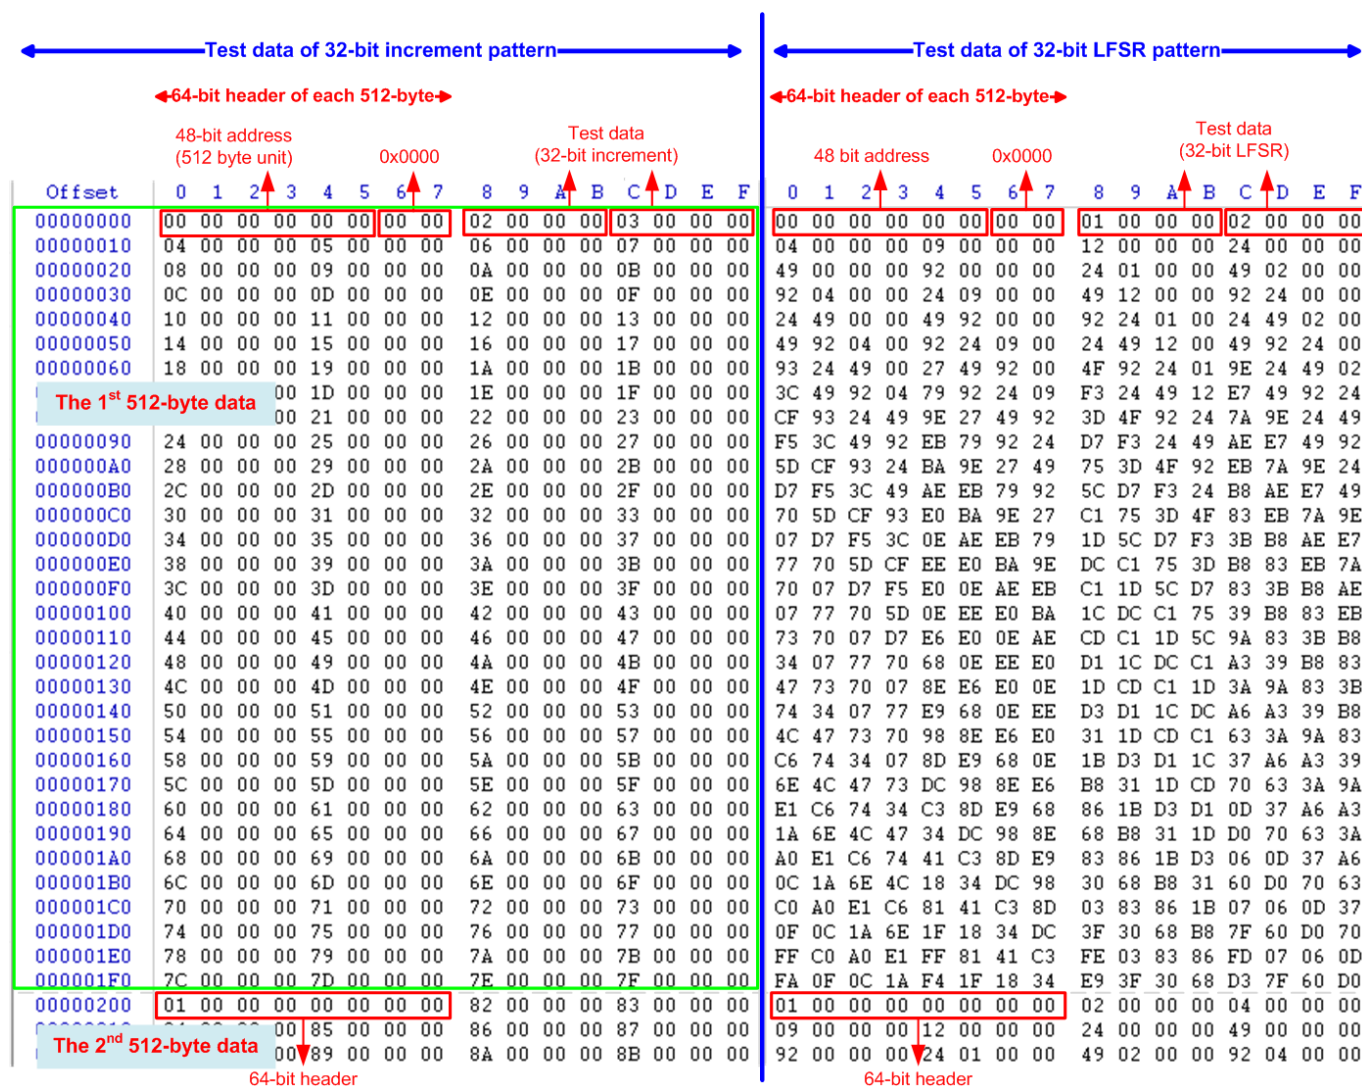 Test data of 32-bit increment pattern Test data of 32-bit LFSR pattern
64-bit header of each 512-byte 64-bit header of each 512-byte
48-bit address (512 byte unit) 0x0000 Test data (32-bit increment) 48 bit address 0x0000 Test data (32-bit LFSR)
Offset 0 1 2 3 4 5 6 7 8 9 A B C D E F 0 1 2 3 4 5 6 7 8 9 A B C D E F
00000000 00 00 00 00 00 00 00 00 02 00 00 00 03 00 00 00 00 00 00 00 00 00 00 00 01 00 00 00 02 00 00 00
00000010 04 00 00 00 05 00 00 00 06 00 00 00 07 00 00 00 04 00 00 00 09 00 00 00 12 00 00 00 24 00 00 00
00000020 08 00 00 00 09 00 00 00 0A 00 00 00 0B 00 00 00 49 00 00 00 92 00 00 00 24 01 00 00 49 02 00 00
00000030 0C 00 00 00 0D 00 00 00 0E 00 00 00 0F 00 00 00 92 04 00 00 24 09 00 00 49 12 00 00 92 24 00 00
00000040 10 00 00 00 11 00 00 00 12 00 00 00 13 00 00 00 24 49 00 00 49 92 00 00 92 24 01 00 24 49 02 00
00000050 14 00 00 00 15 00 00 00 16 00 00 00 17 00 00 00 49 92 04 00 92 24 09 00 24 49 12 00 49 92 24 00
00000060 18 00 00 00 19 00 00 00 1A 00 00 00 1B 00 00 00 93 24 49 00 27 49 92 00 4F 92 24 01 9E 24 49 02
The 1st 512-byte data 00 1D 00 00 00 1E 00 00 00 1F 00 00 00 3C 49 92 04 79 92 24 09 F3 24 49 12 E7 49 92 24
00 21 00 00 00 22 00 00 00 23 00 00 00 CF 93 24 49 9E 27 49 92 3D 4F 92 24 7A 9E 24 49
00000090 24 00 00 00 25 00 00 00 26 00 00 00 27 00 00 00 F5 3C 49 92 EB 79 92 24 D7 F3 24 49 AE E7 49 92
000000A0 28 00 00 00 29 00 00 00 2A 00 00 00 2B 00 00 00 5D CF 93 24 BA 9E 27 49 75 3D 4F 92 EB 7A 9E 24
000000B0 2C 00 00 00 2D 00 00 00 2E 00 00 00 2F 00 00 00 D7 F5 3C 49 AE EB 79 92 5C D7 F3 24 B8 AE E7 49
000000C0 30 00 00 00 31 00 00 00 32 00 00 00 33 00 00 00 70 5D CF 93 E0 BA 9E 27 C1 75 3D 4F 83 EB 7A 9E
000000D0 34 00 00 00 35 00 00 00 36 00 00 00 37 00 00 00 07 D7 F5 3C 0E AE EB 79 1D 5C D7 F3 3B B8 AE E7
000000E0 38 00 00 00 39 00 00 00 3A 00 00 00 3B 00 00 00 77 70 5D CF EE E0 BA 9E DC C1 75 3D B8 83 EB 7A
000000F0 3C 00 00 00 3D 00 00 00 3E 00 00 00 3F 00 00 00 70 07 D7 F5 E0 0E AE EB C1 1D 5C D7 83 3B B8 AE
00000100 40 00 00 00 41 00 00 00 42 00 00 00 43 00 00 00 07 77 70 5D 0E EE E0 BA 1C DC C1 75 39 B8 83 EB
00000110 44 00 00 00 45 00 00 00 46 00 00 00 47 00 00 00 73 70 07 D7 E6 E0 0E AE CD C1 1D 5C 9A 83 3B B8
00000120 48 00 00 00 49 00 00 00 4A 00 00 00 4B 00 00 00 34 07 77 70 68 0E EE E0 D1 1C DC C1 A3 39 B8 83
00000130 4C 00 00 00 4D 00 00 00 4E 00 00 00 4F 00 00 00 47 73 70 07 8E E6 E0 0E 1D CD C1 1D 3A 9A 83 3B
00000140 50 00 00 00 51 00 00 00 52 00 00 00 53 00 00 00 74 34 07 77 E9 68 0E EE D3 D1 1C DC A6 A3 39 B8
00000150 54 00 00 00 55 00 00 00 56 00 00 00 57 00 00 00 4C 47 73 70 98 8E E6 E0 31 1D CD C1 63 3A 9A 83
00000160 58 00 00 00 59 00 00 00 5A 00 00 00 5B 00 00 00 C6 74 34 07 8D E9 68 0E 1B D3 D1 1C 37 A6 A3 39
00000170 5C 00 00 00 5D 00 00 00 5E 00 00 00 5F 00 00 00 6E 4C 47 73 DC 98 8E E6 B8 31 1D CD 70 63 3A 9A
00000180 60 00 00 00 61 00 00 00 62 00 00 00 63 00 00 00 E1 C6 74 34 C3 8D E9 68 86 1B D3 D1 0D 37 A6 A3
00000190 64 00 00 00 65 00 00 00 66 00 00 00 67 00 00 00 1A 6E 4C 47 34 DC 98 8E 68 B8 31 1D D0 70 63 3A
000001A0 68 00 00 00 69 00 00 00 6A 00 00 00 6B 00 00 00 A0 E1 C6 74 41 C3 8D E9 83 86 1B D3 06 0D 37 A6
000001B0 6C 00 00 00 6D 00 00 00 6E 00 00 00 6F 00 00 00 0C 1A 6E 4C 18 34 DC 98 30 68 B8 31 60 D0 70 63
000001C0 70 00 00 00 71 00 00 00 72 00 00 00 73 00 00 00 C0 A0 E1 C6 81 41 C3 8D 03 83 86 1B 07 06 0D 37
000001D0 74 00 00 00 75 00 00 00 76 00 00 00 77 00 00 00 0F 0C 1A 6E 1F 18 34 DC 3F 30 68 B8 7F 60 D0 70
000001E0 78 00 00 00 79 00 00 00 7A 00 00 00 7B 00 00 00 FF C0 A0 E1 FF 81 41 C3 FE 03 83 86 FD 07 06 0D
000001F0 7C 00 00 00 7D 00 00 00 7E 00 00 00 7F 00 00 00 FA 0F 0C 1A F4 1F 18 34 E9 3F 30 68 D3 7F 60 D0
00000200 01 00 00 00 00 00 00 00 82 00 00 00 83 00 00 00 01 00 00 00 00 00 00 00 02 00 00 00 04 00 00 00
00 85 00 00 00 86 00 00 00 87 00 00 00 09 00 00 00 12 00 00 00 24 00 00 00 49 00 00 00
The 2nd 512-byte data 00 89 00 00 00 8A 00 00 00 8B 00 00 00 92 00 00 00 24 01 00 00 49 02 00 00 92 04 00 00
64-bit header 64-bit header